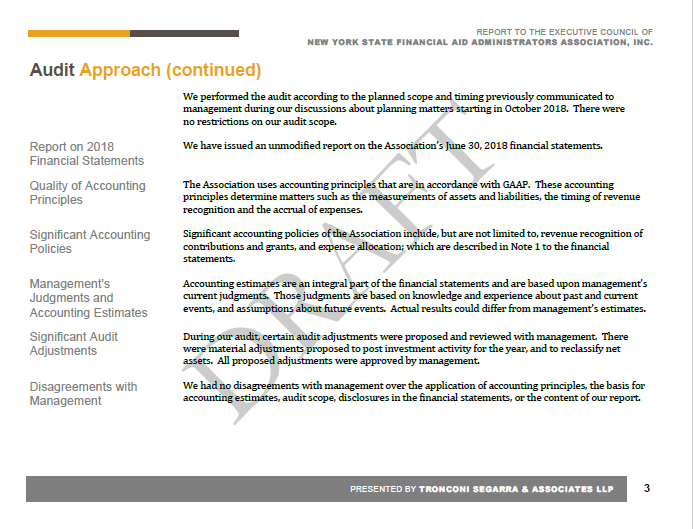 REPORT TO THE EXECUTIVE COUNCIL OF
NEW YORK STATE FINANCIAL AID ADMINISTRATORS ASSOCIATION, INC.
Audit Approach (continued)
We performed the audit according to the planned scope and timing previously communicated to
management during our discussions about planning matters starting in October 2018. There were
no restrictions on our audit scope.
Report on 2018
Financial Statements
We have issued an unmodified report on the Association's June 30, 2018 financial statements.
Quality of Accounting
Principles
The Association uses accounting principles that are in accordance with GAAP. These accounting
principles determine matters such as the measurements of assets and liabilities, the timing of revenue
recognition and the accrual of expenses.
Significant Accounting
Policies
Significant accounting policies of the Association include, but are not limited to, revenue recognition of
contributions and grants, and expense allocation; which are described in Note 1 to the financial
statements.
Management's
Judgments and
Accounting Estimates
Accounting estimates are an integral part of the financial statements and are based upon management's
current judgments. Those judgments are based on knowledge and experience about past and current
events, and assumptions about future events. Actual results could differ from management's estimates.
Significant Audit
Adjustments
During our audit, certain audit adjustments were proposed and reviewed with management. There
were material adjustments proposed to post investment activity for the year, and to reclassify net
assets. All proposed adjustments were approved by management.
Disagreements with
Management
We had no disagreements with management over the application of accounting principles, the basis for
accounting estimates, audit scope, disclosures in the financial statements, or the content of our report.
DRAFT
PRESENTED BY TRONCONI SEGARRA & ASSOCIATES LLP
3